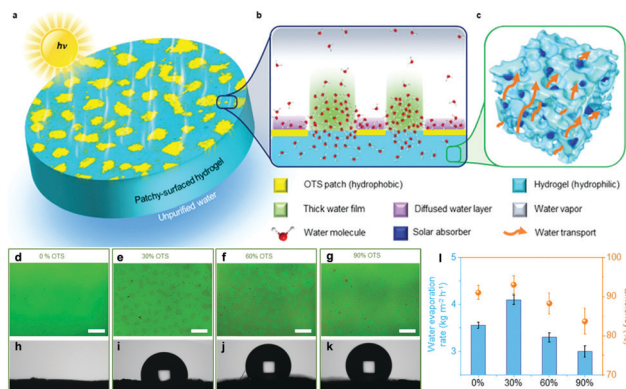 a
hv
Patchy-surfaced hydrogel
Unpurified water
b
c
OTS patch (hydrophobic)
Hydrogel (hydrophilic)
Thick water film
Diffused water layer
Water vapor
Water molecule
Solar absorber
Water transport
d
0 % OTS
e
30% OTS
f
60% OTS
g
90% OTS
h
i
j
k
l
Water evaporation
rate (kg m⁻² h⁻¹)
4
3
100
90
80
70
(%)
0%
30%
60%
90%